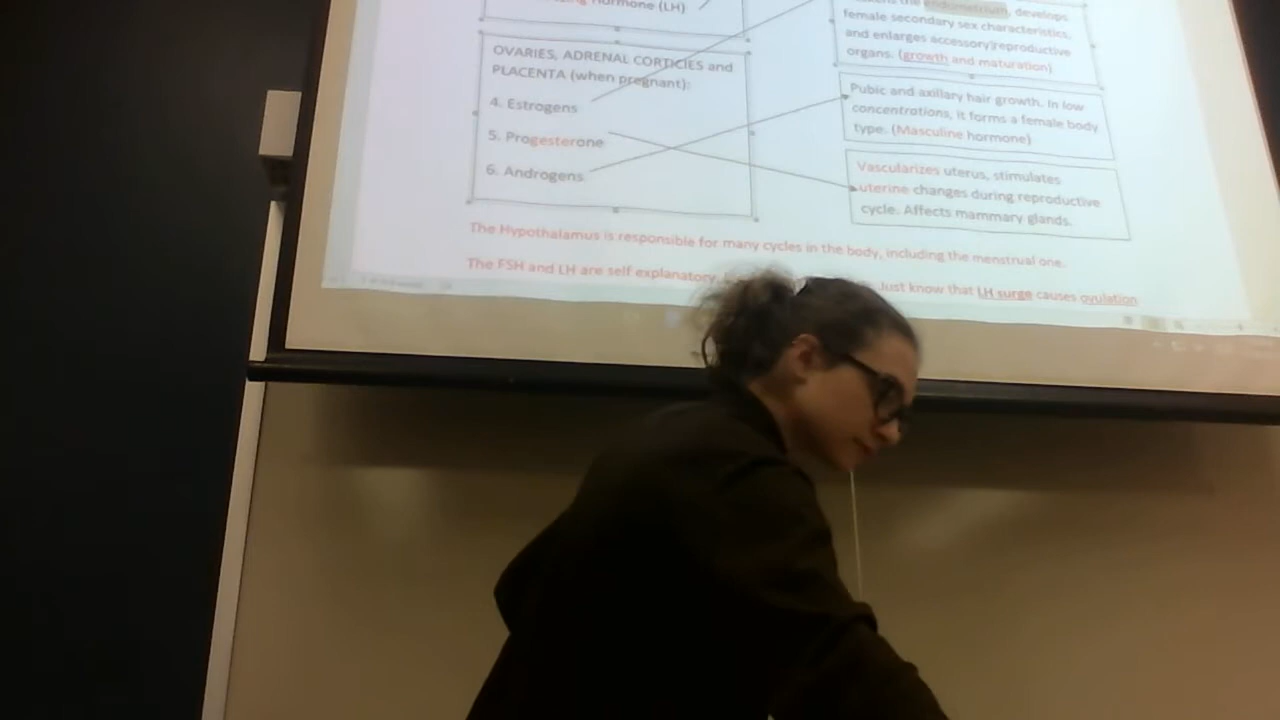 Hormone (LH)
OVARIES, ADRENAL CORTICIES and
PLACENTA (when pregnant):
4. Estrogens
5. Progesterone
6. Androgens
the endometrium, develops
female secondary sex characteristics,
and enlarges accessory reproductive
organs. (growth and maturation)
Pubic and axillary hair growth. In low
concentrations, it forms a female body
type. (Masculine hormone)
Vascularizes uterus, stimulates
uterine changes during reproductive
cycle. Affects mammary glands.
The Hypothalamus is responsible for many cycles in the body, including the menstrual one.
The FSH and LH are self explanatory. Just know that LH surge causes ovulation